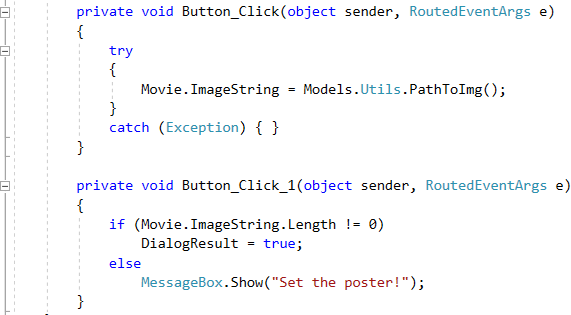 private void Button_Click(object sender, RoutedEventArgs e)
{
try
{
Movie.ImageString = Models.Utils.PathToImg();
}
catch (Exception) { }
}
private void Button_Click_1(object sender, RoutedEventArgs e)
{
if (Movie.ImageString.Length != 0)
DialogResult = true;
else
MessageBox.Show("Set the poster!");
}